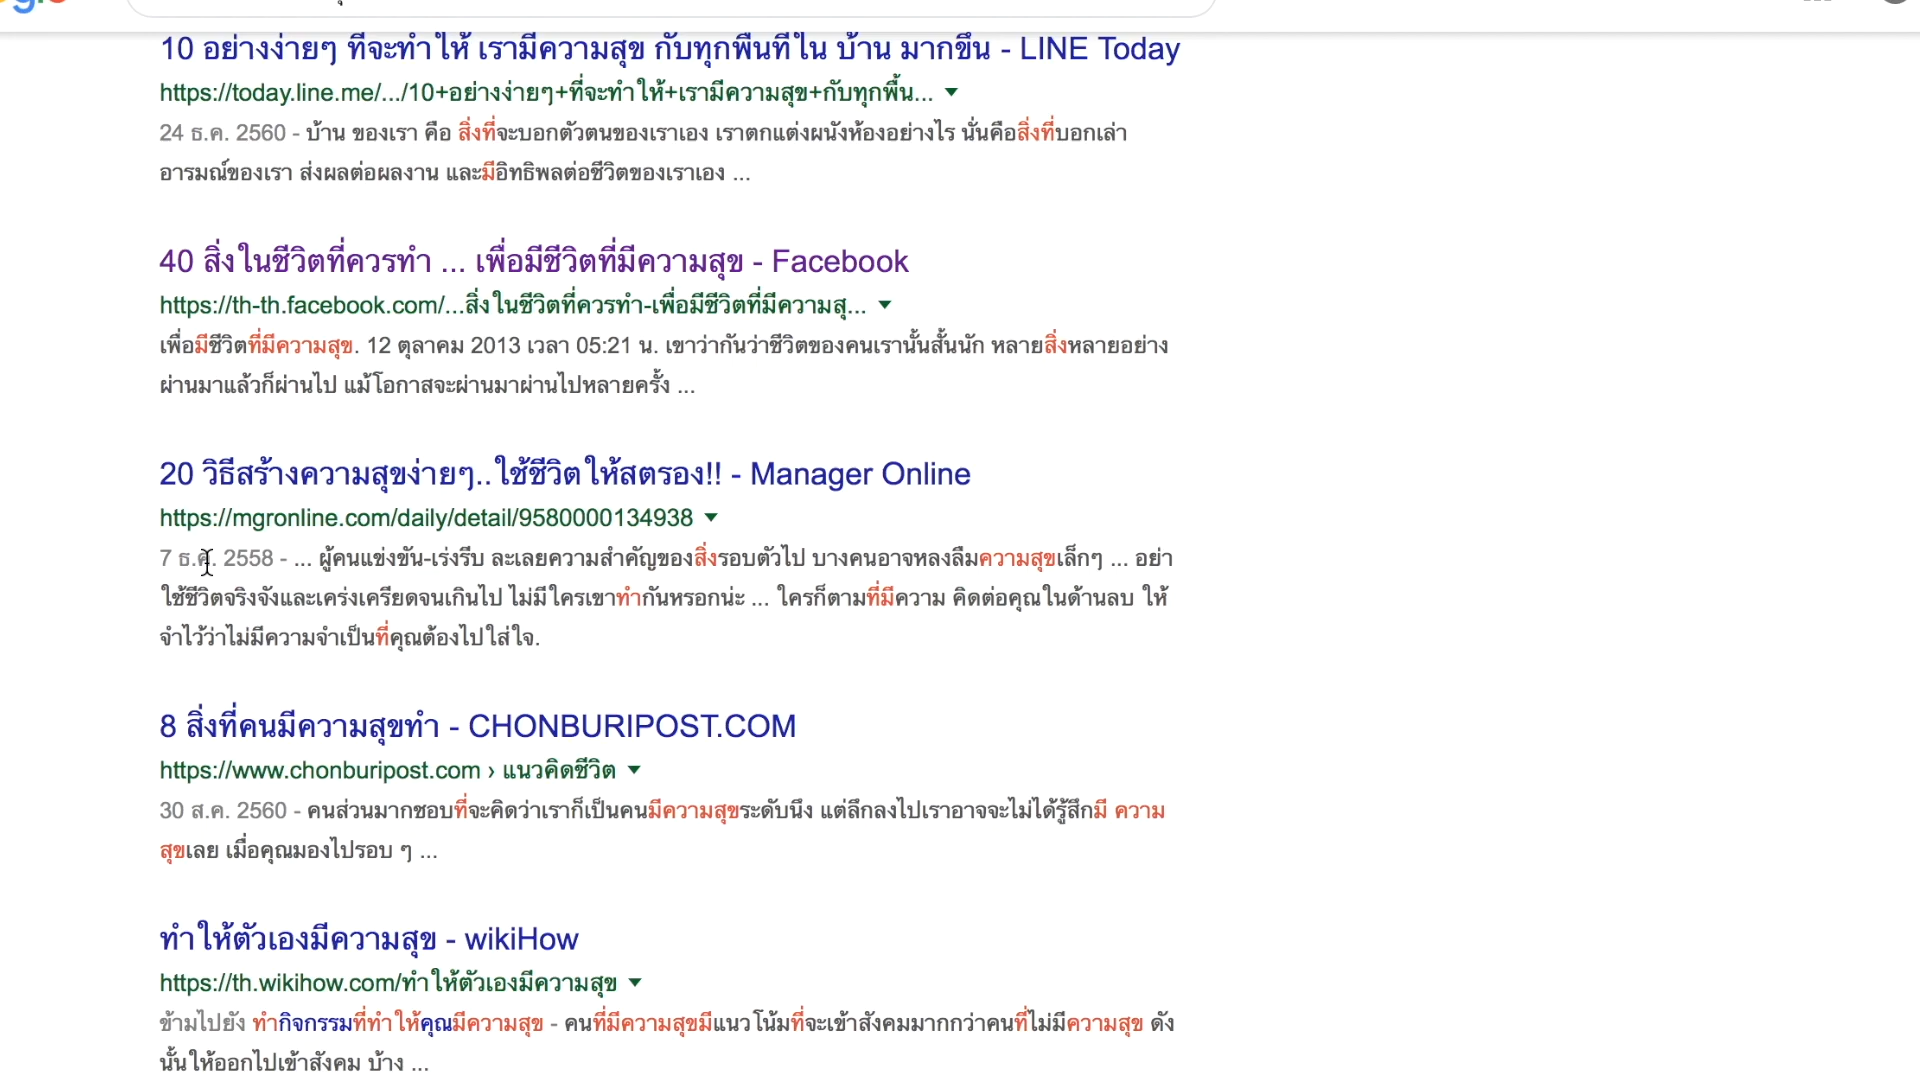 10 อย่างง่ายๆ ที่จะทำให้ เรามีความสุข กับทุกพื้นที่ใน บ้าน มากขึ้น - LINE Today
https://today.line.me/.../10+อย่างง่ายๆ+ที่จะทำให้+เรามีความสุข+กับทุกพื้น...
24 ธ.ค. 2560 - บ้าน ของเรา คือ สิ่งที่จะบอกตัวตนของเราเอง เราตกแต่งผนังห้องอย่างไร นั่นคือสิ่งที่บอกเล่า
อารมณ์ของเรา ส่งผลต่อผลงาน และมีอิทธิพลต่อชีวิตของเราเอง ...
40 สิ่งในชีวิตที่ควรทำ ... เพื่อมีชีวิตที่มีความสุข - Facebook
https://th-th.facebook.com/...สิ่งในชีวิตที่ควรทำ-เพื่อมีชีวิตที่มีความสุ...
เพื่อมีชีวิตที่มีความสุข. 12 ตุลาคม 2013 เวลา 05:21 น. เขาว่ากันว่าชีวิตของคนเรานั้นสั้นนัก หลายสิ่งหลายอย่าง
ผ่านมาแล้วก็ผ่านไป แม้โอกาสจะผ่านมาผ่านไปหลายครั้ง ...
20 วิธีสร้างความสุขง่ายๆ..ใช้ชีวิตให้สตรอง!! - Manager Online
https://mgronline.com/daily/detail/9580000134938
7 ธ.ค. 2558 - ... ผู้คนแข่งขัน-เร่งรีบ ละเลยความสำคัญของสิ่งรอบตัวไป บางคนอาจหลงลืมความสุขเล็กๆ ... อย่า
ใช้ชีวิตจริงจังและเคร่งเครียดจนเกินไป ไม่มีใครเขาทำกันหรอกน่ะ ... ใครก็ตามที่มีความ คิดต่อคุณในด้านลบ ให้
จำไว้ว่าไม่มีความจำเป็นที่คุณต้องไปใส่ใจ.
8 สิ่งที่คนมีความสุขทำ - CHONBURIPOST.COM
https://www.chonburipost.com › แนวคิดชีวิต
30 ส.ค. 2560 - คนส่วนมากชอบที่จะคิดว่าเราก็เป็นคนมีความสุขระดับนึง แต่ลึกลงไปเราอาจจะไม่ได้รู้สึกมี ความ
สุขเลย เมื่อคุณมองไปรอบ ๆ ...
ทำให้ตัวเองมีความสุข - wikiHow
https://th.wikihow.com/ทำให้ตัวเองมีความสุข
ข้ามไปยัง ทำกิจกรรมที่ทำให้คุณมีความสุข - คนที่มีความสุขมีแนวโน้มที่จะเข้าสังคมมากกว่าคนที่ไม่มีความสุข ดัง
นั้นให้ออกไปเข้าสังคม บ้าง ...